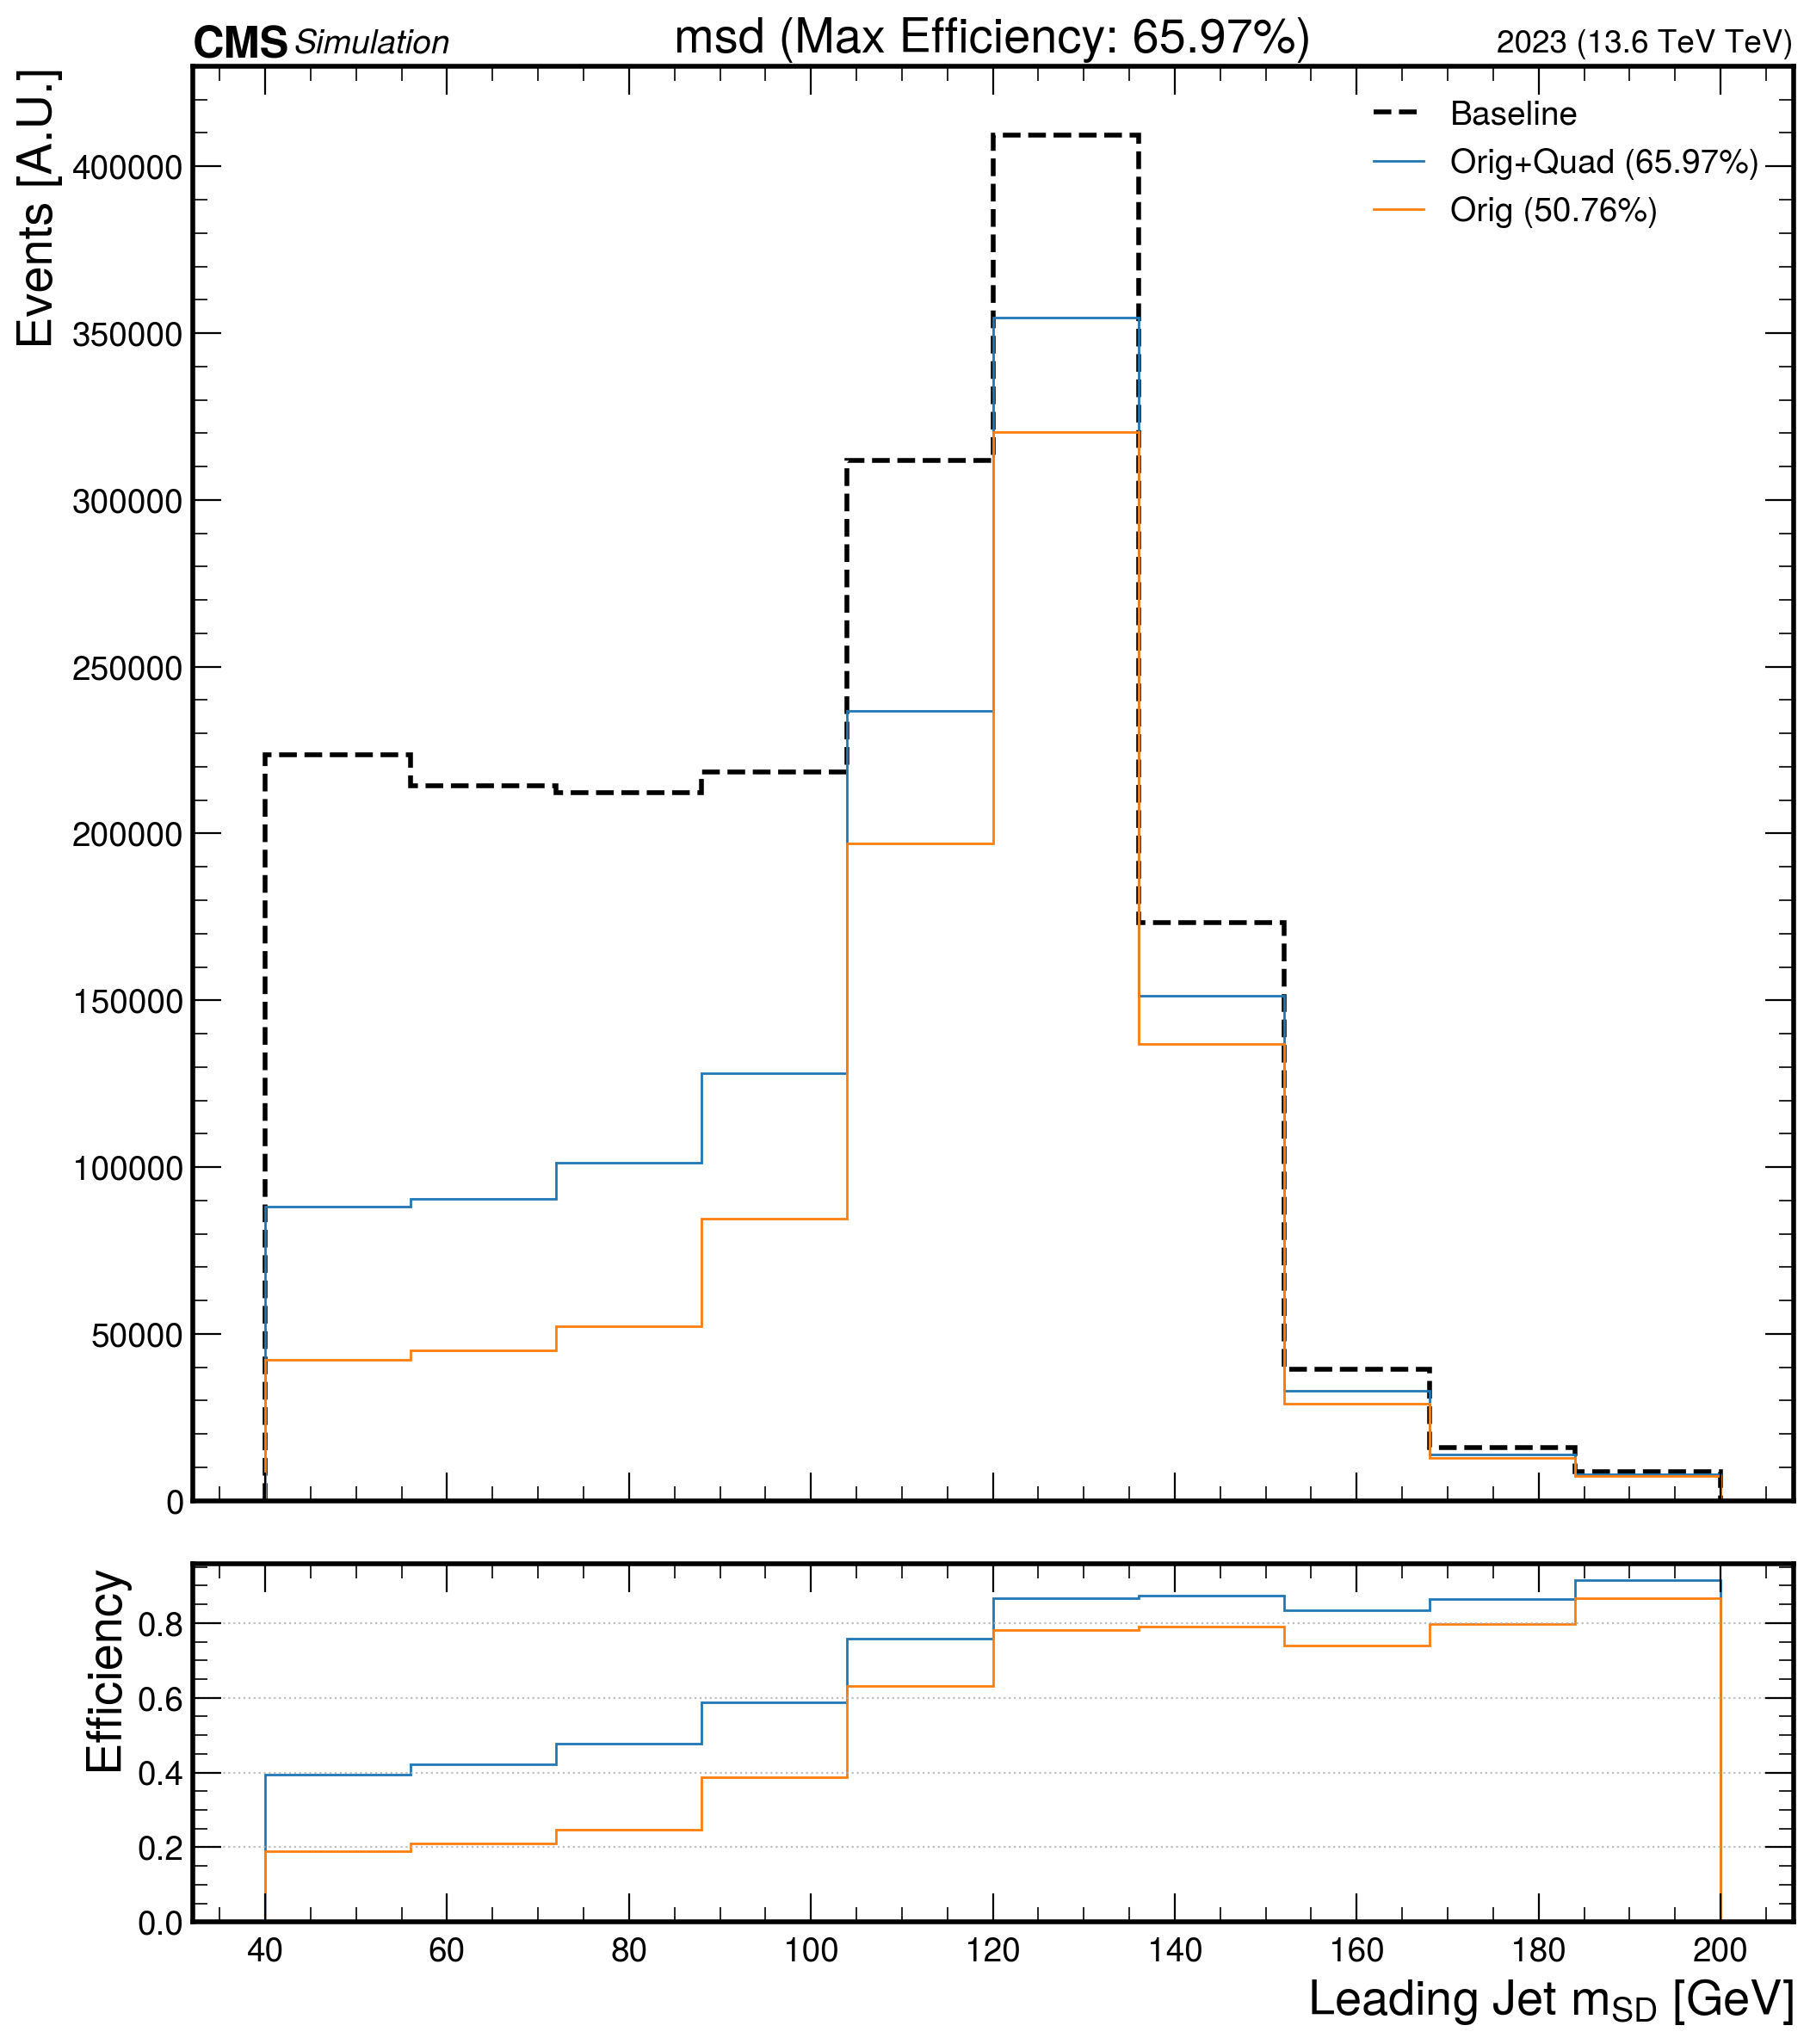 CMS Simulation
msd (Max Efficiency: 65.97%)
2023 (13.6 TeV TeV)
Events [A.U.]
Baseline
Orig+Quad (65.97%)
Orig (50.76%)
400000
350000
300000
250000
200000
150000
100000
50000
0
Efficiency
0.8
0.6
0.4
0.2
0.0
40 60 80 100 120 140 160 180 200
Leading Jet mSD [GeV]